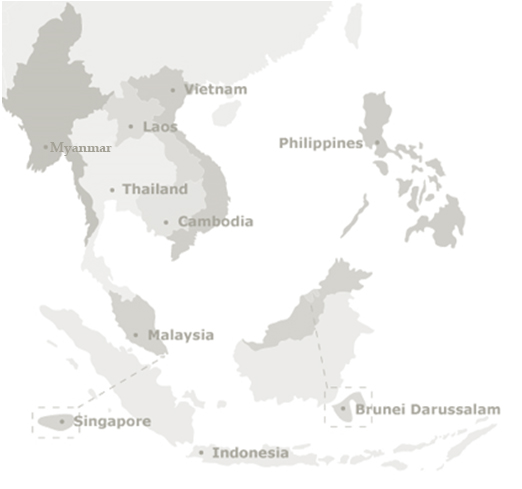 Vietnam
Laos
Philippines
Myanmar
Thailand
Cambodia
Malaysia
Brunei Darussalam
Singapore
Indonesia